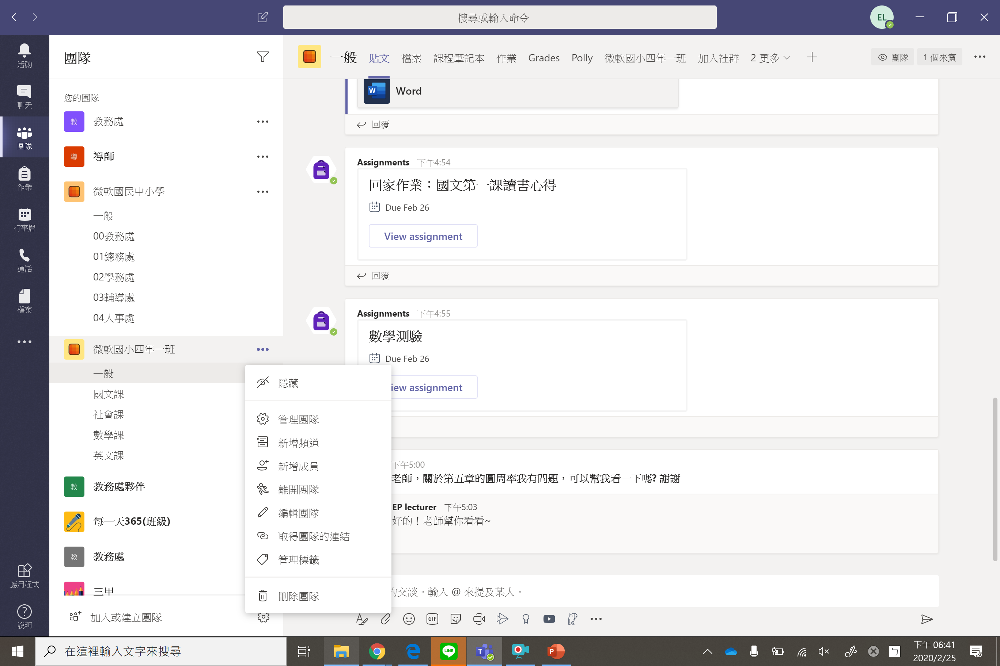 搜尋或輸入命令
EL
活動
聊天
團隊
作業
行事曆
通話
檔案
應用程式
說明
團隊
您的團隊
教 教務處
導 導師
微軟國民中小學
一般
00教務處
01總務處
02學務處
03輔導處
04人事處
微軟國小四年一班
一般
國文課
社會課
數學課
英文課
教 教務處夥伴
每一天365(班級)
教 教務處
三甲
加入或建立團隊
隱藏
管理團隊
新增頻道
新增成員
離開團隊
編輯團隊
取得團隊的連結
管理標籤
刪除團隊
一般 貼文 檔案 課程筆記本 作業 Grades Polly 微軟國小四年一班 加入社群 2 更多
團隊 1 個來賓
W Word
回覆
Assignments 下午4:54
回家作業：國文第一課讀書心得
Due Feb 26
View assignment
回覆
Assignments 下午4:55
數學測驗
Due Feb 26
iew assignment
下午5:00
老師，關於第五章的圓周率我有問題，可以幫我看一下嗎? 謝謝
EP lecturer 下午5:03
好的！老師幫你看看~
的交談。輸入 @ 來提及某人。
GIF
在這裡輸入文字來搜尋
LINE
T
P
ㄅ
下午 06:41
2020/2/25